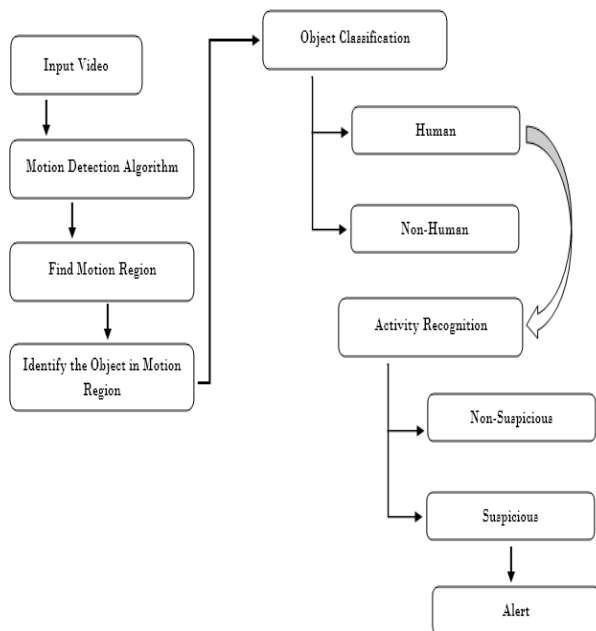 Input Video
Motion Detection Algorithm
Find Motion Region
Identify the Object in Motion
Region
Object Classification
Human
Non-Human
Activity Recognition
Non-Suspicious
Suspicious
Alert